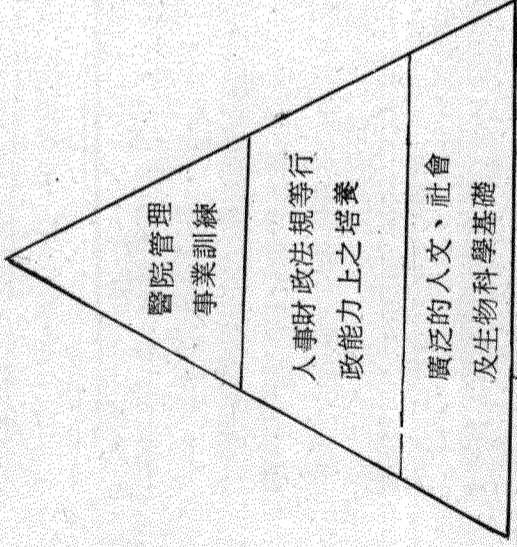 醫院管理
事業訓練
人事財政法規等行
政能力上之培養
廣泛的人文、社會
及生物科學基礎